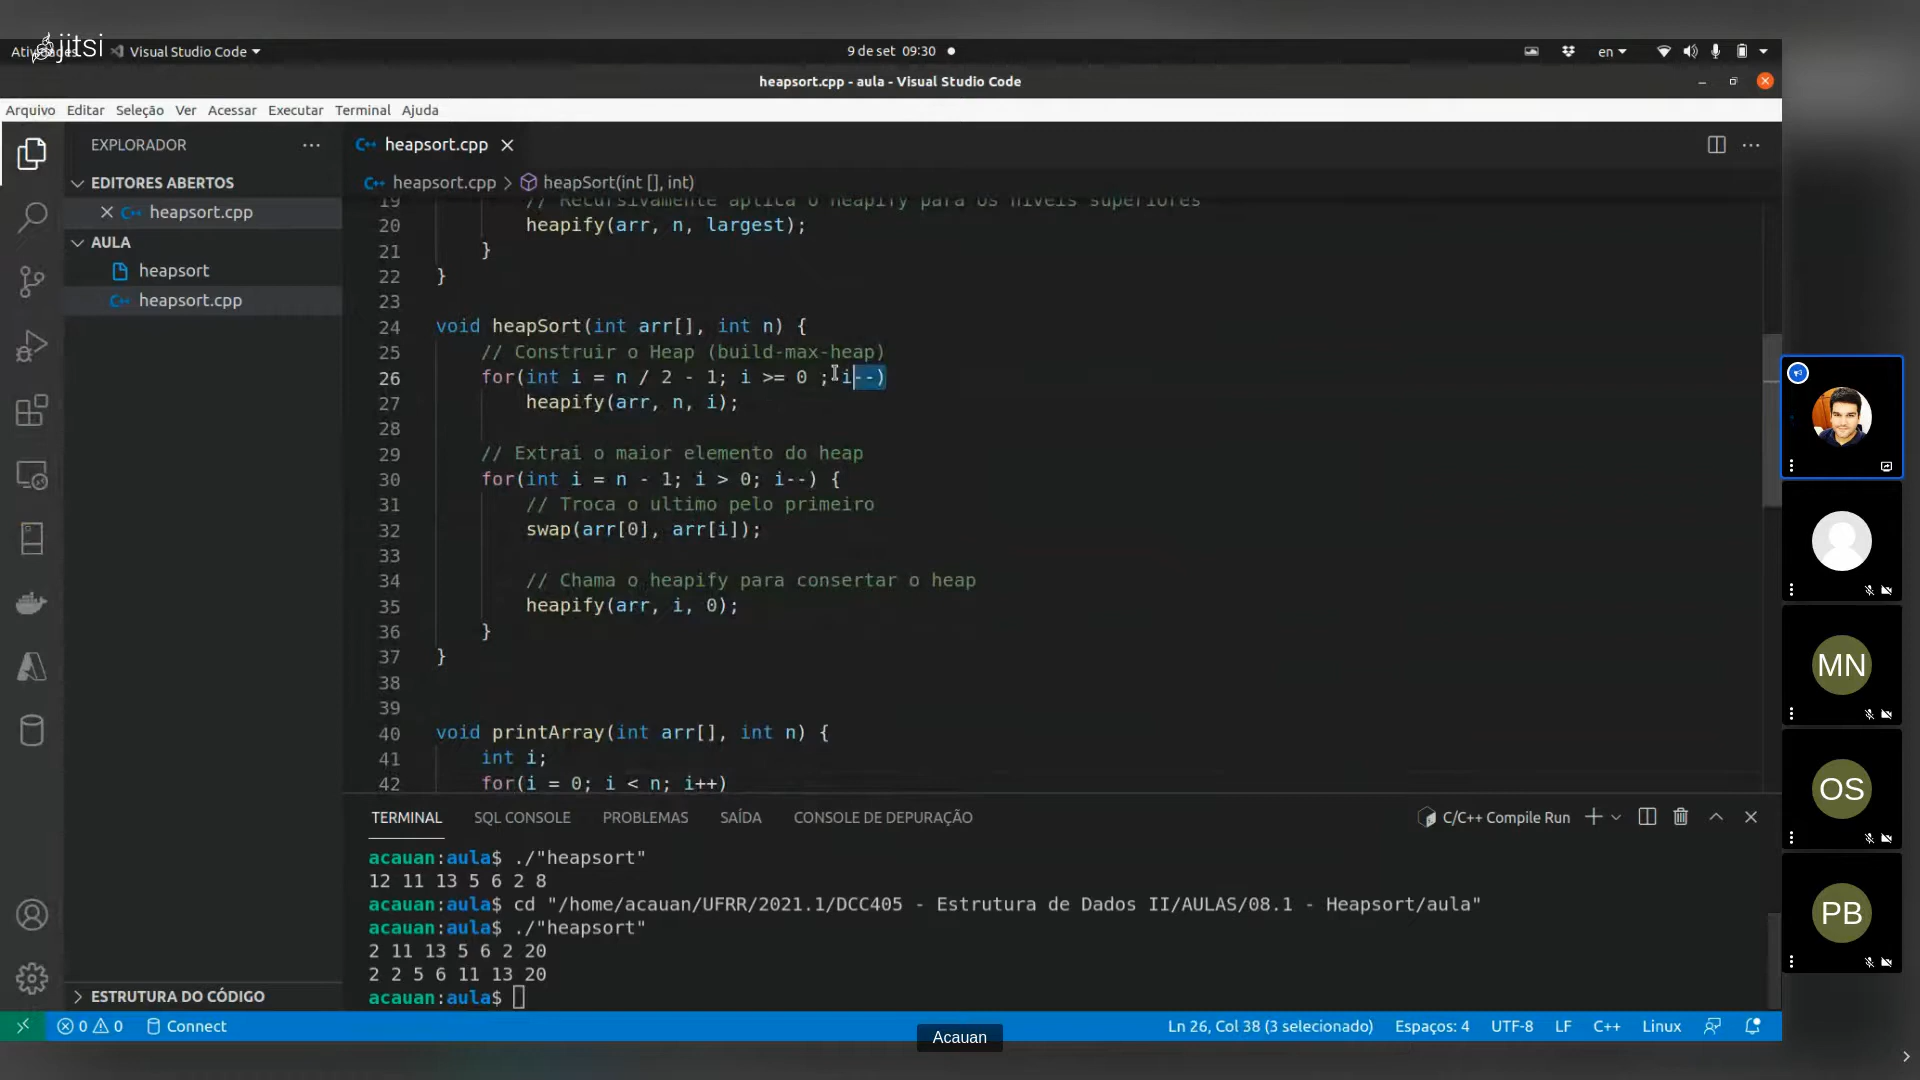 jitsi
Visual Studio Code
9 de set 09:30
en
heapsort.cpp - aula - Visual Studio Code
Arquivo Editar Seleção Ver Acessar Executar Terminal Ajuda
EXPLORADOR
heapsort.cpp
EDITORES ABERTOS
heapsort.cpp
AULA
heapsort
heapsort.cpp
ESTRUTURA DO CÓDIGO
heapsort.cpp > heapSort(int [], int)
19 // Recursivamente aplica o heapify para os niveis superiores
20 heapify(arr, n, largest);
21 }
22 }
23
24 void heapSort(int arr[], int n) {
25 // Construir o Heap (build-max-heap)
26 for(int i = n / 2 - 1; i >= 0 ; i--)
27 heapify(arr, n, i);
28
29 // Extrai o maior elemento do heap
30 for(int i = n - 1; i > 0; i--) {
31 // Troca o ultimo pelo primeiro
32 swap(arr[0], arr[i]);
33
34 // Chama o heapify para consertar o heap
35 heapify(arr, i, 0);
36 }
37 }
38
39
40 void printArray(int arr[], int n) {
41 int i;
42 for(i = 0; i < n; i++)
TERMINAL SQL CONSOLE PROBLEMAS SAÍDA CONSOLE DE DEPURAÇÃO
C/C++ Compile Run
acauan:aula$ ./"heapsort"
12 11 13 5 6 2 8
acauan:aula$ cd "/home/acauan/UFRR/2021.1/DCC405 - Estrutura de Dados II/AULAS/08.1 - Heapsort/aula"
acauan:aula$ ./"heapsort"
2 11 13 5 6 2 20
2 2 5 6 11 13 20
acauan:aula$
0 0 Connect
Ln 26, Col 38 (3 selecionado) Espaços: 4 UTF-8 LF C++ Linux
Acauan
MN
OS
PB